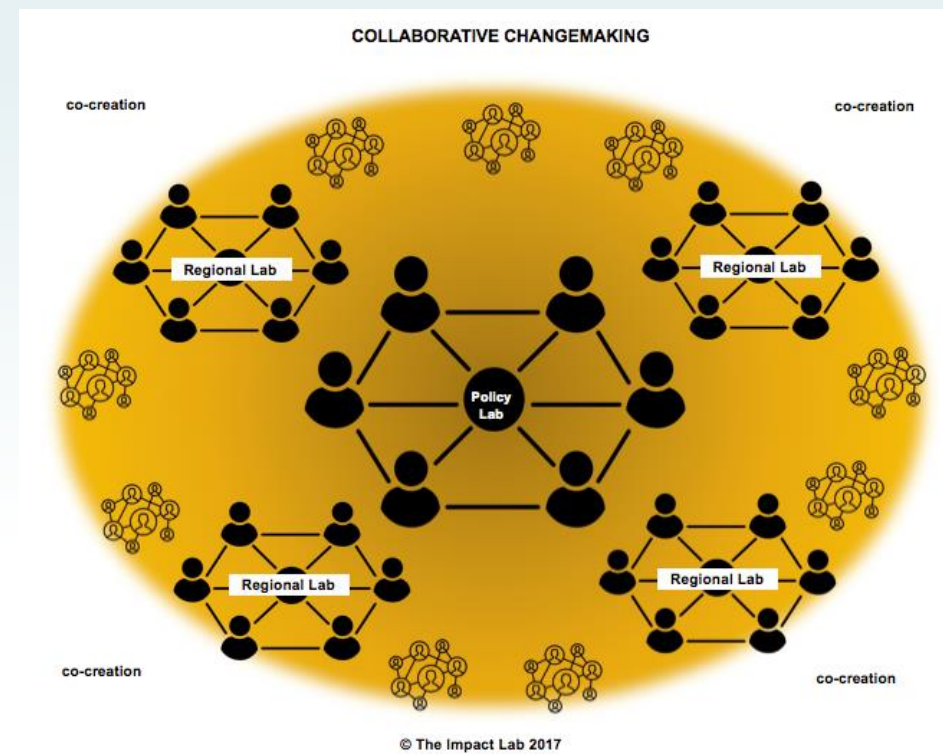 COLLABORATIVE CHANGEMAKING
co-creation
co-creation
Regional Lab
Regional Lab
Policy
Lab
Regional Lab
Regional Lab
co-creation
co-creation
© The Impact Lab 2017